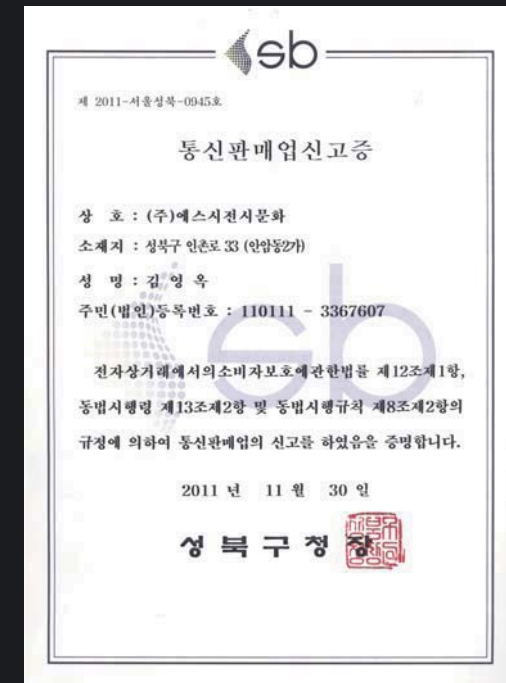 sb
제 2011-서울성북-0945호
통신판매업신고증
상 호 : (주)에스시전시문화
소재지 : 성북구 인촌로 33 (안암동2가)
성 명 : 김 영 옥
주민(법인)등록번호 : 110111 - 3367607
sb
전자상거래에서의소비자보호에관한법률 제12조제1항,
동법시행령 제13조제2항 및 동법시행규칙 제8조제2항의
규정에 의하여 통신판매업의 신고를 하였음을 증명합니다.
2011 년 11 월 30 일
성 북 구 청 장